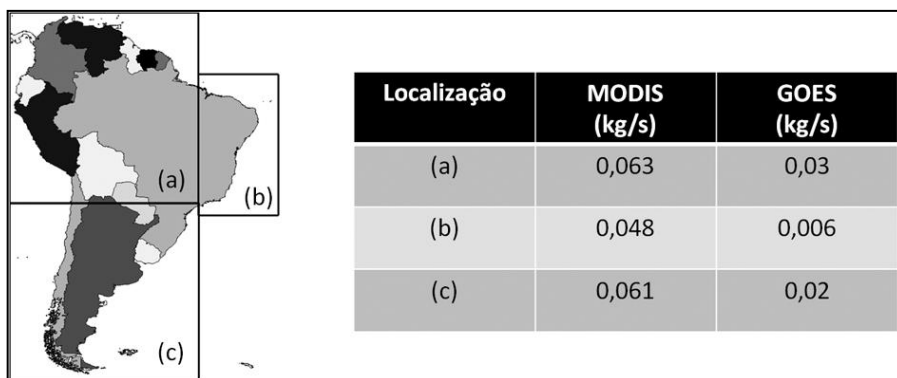 (a)
(b)
(c)
Localização MODIS (kg/s) GOES (kg/s)
(a) 0,063 0,03
(b) 0,048 0,006
(c) 0,061 0,02